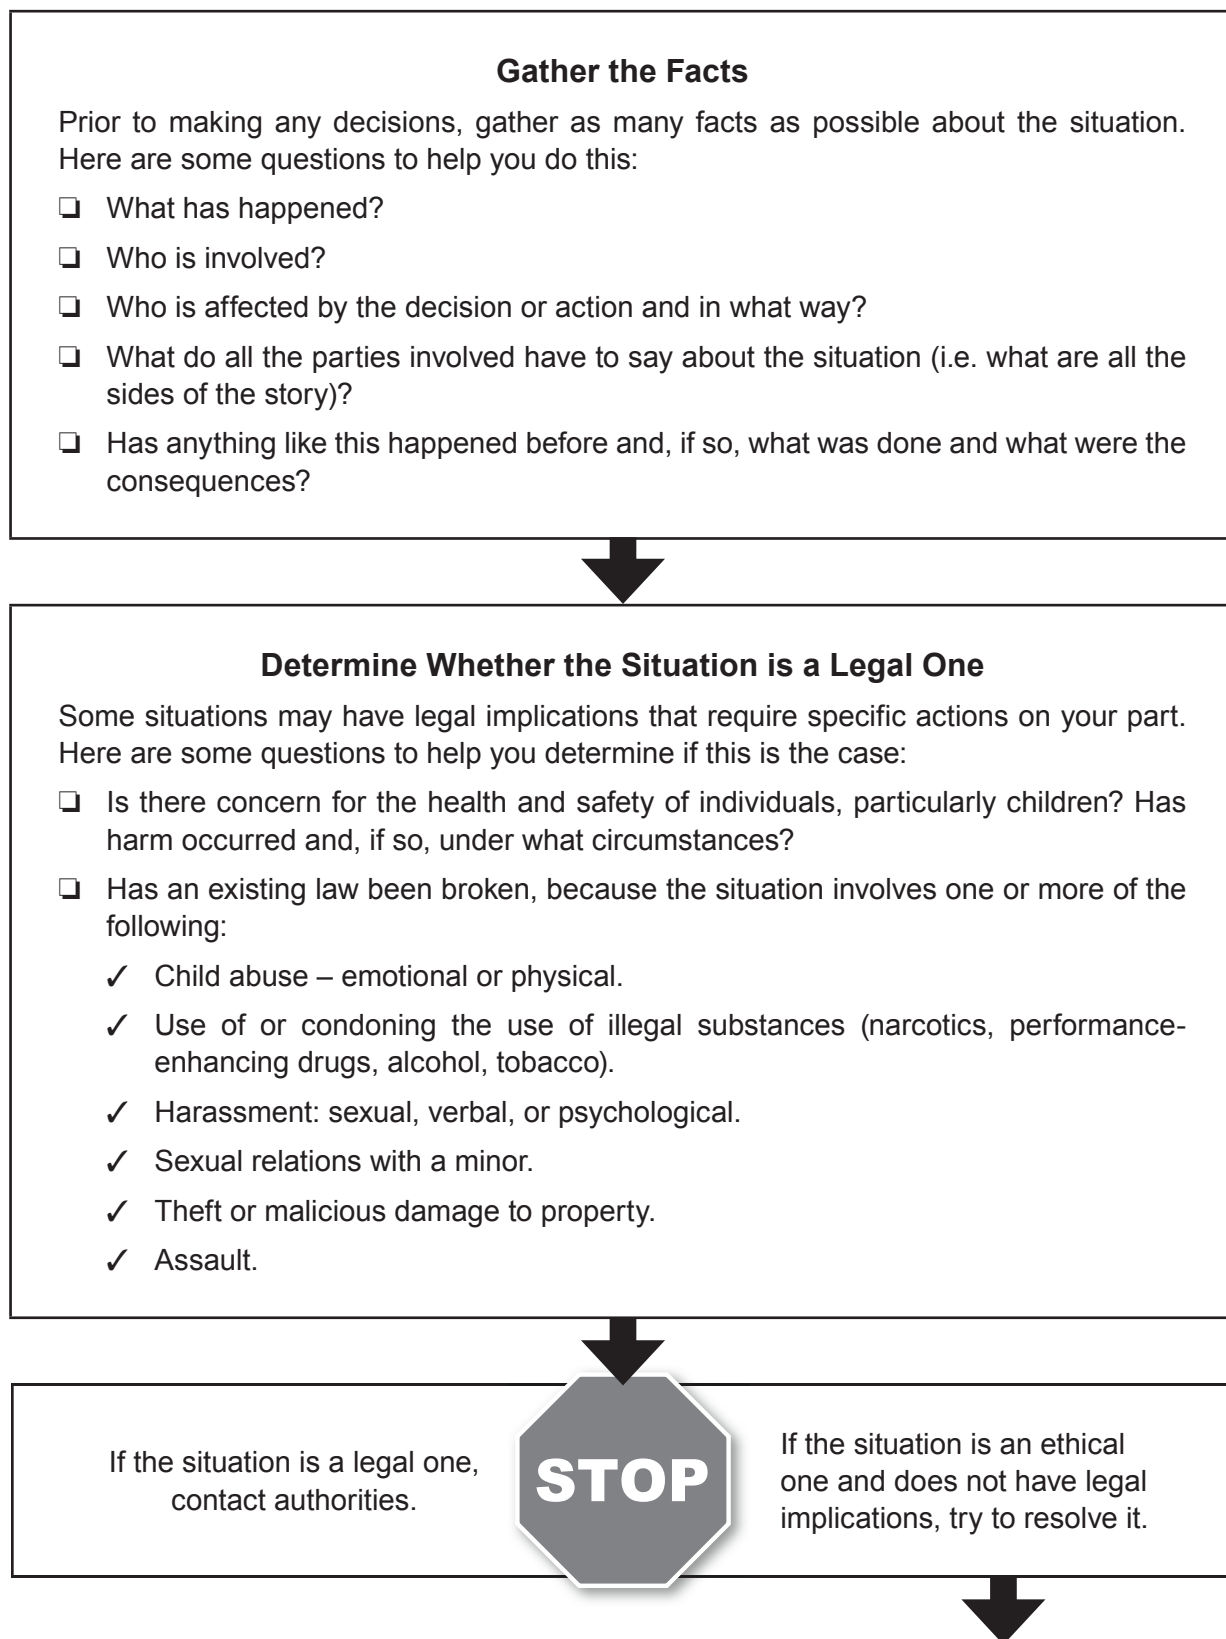 Gather the Facts
Prior to making any decisions, gather as many facts as possible about the situation.
Here are some questions to help you do this:
❏ What has happened?
❏ Who is involved?
❏ Who is affected by the decision or action and in what way?
❏ What do all the parties involved have to say about the situation (i.e. what are all the
sides of the story)?
❏ Has anything like this happened before and, if so, what was done and what were the
consequences?
Determine Whether the Situation is a Legal One
Some situations may have legal implications that require specific actions on your part.
Here are some questions to help you determine if this is the case:
❏ Is there concern for the health and safety of individuals, particularly children? Has
harm occurred and, if so, under what circumstances?
❏ Has an existing law been broken, because the situation involves one or more of the
following:
✓ Child abuse – emotional or physical.
✓ Use of or condoning the use of illegal substances (narcotics, performance-
enhancing drugs, alcohol, tobacco).
✓ Harassment: sexual, verbal, or psychological.
✓ Sexual relations with a minor.
✓ Theft or malicious damage to property.
✓ Assault.
If the situation is a legal one,
contact authorities.
STOP
If the situation is an ethical
one and does not have legal
implications, try to resolve it.